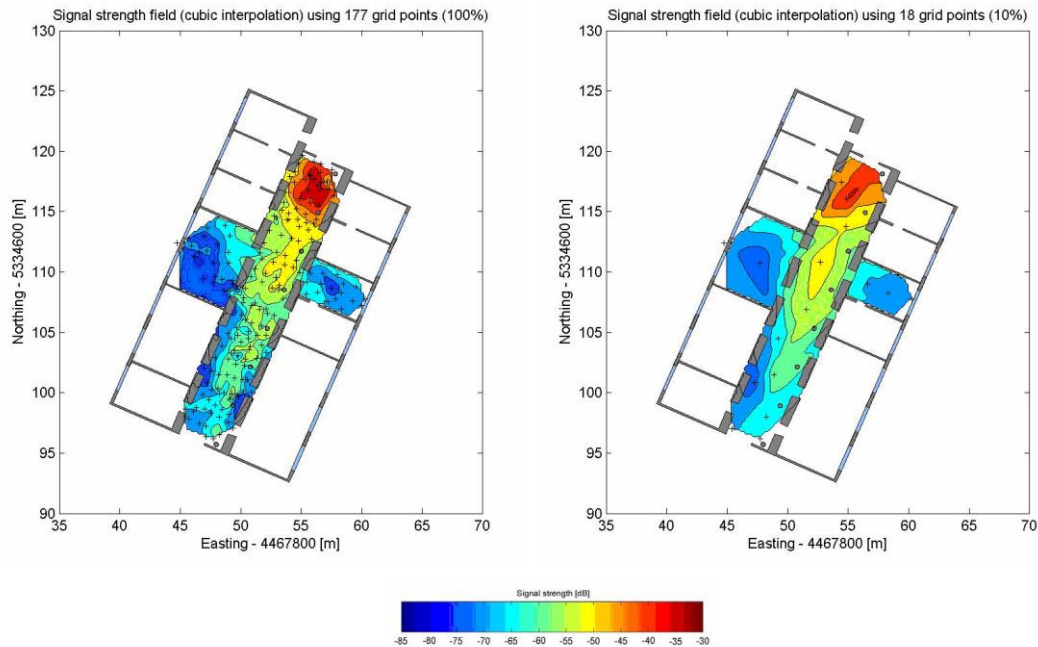 Signal strength field (cubic interpolation) using 177 grid points (100%)
130
125
120
115
110
105
100
95
90
35 40 45 50 55 60 65 70
Northing - 5334600 [m]
Easting - 4467800 [m]
Signal strength field (cubic interpolation) using 18 grid points (10%)
130
125
120
115
110
105
100
95
90
35 40 45 50 55 60 65 70
Northing - 5334600 [m]
Easting - 4467800 [m]
Signal strength [dB]
-85 -80 -75 -70 -65 -60 -55 -50 -45 -40 -35 -30